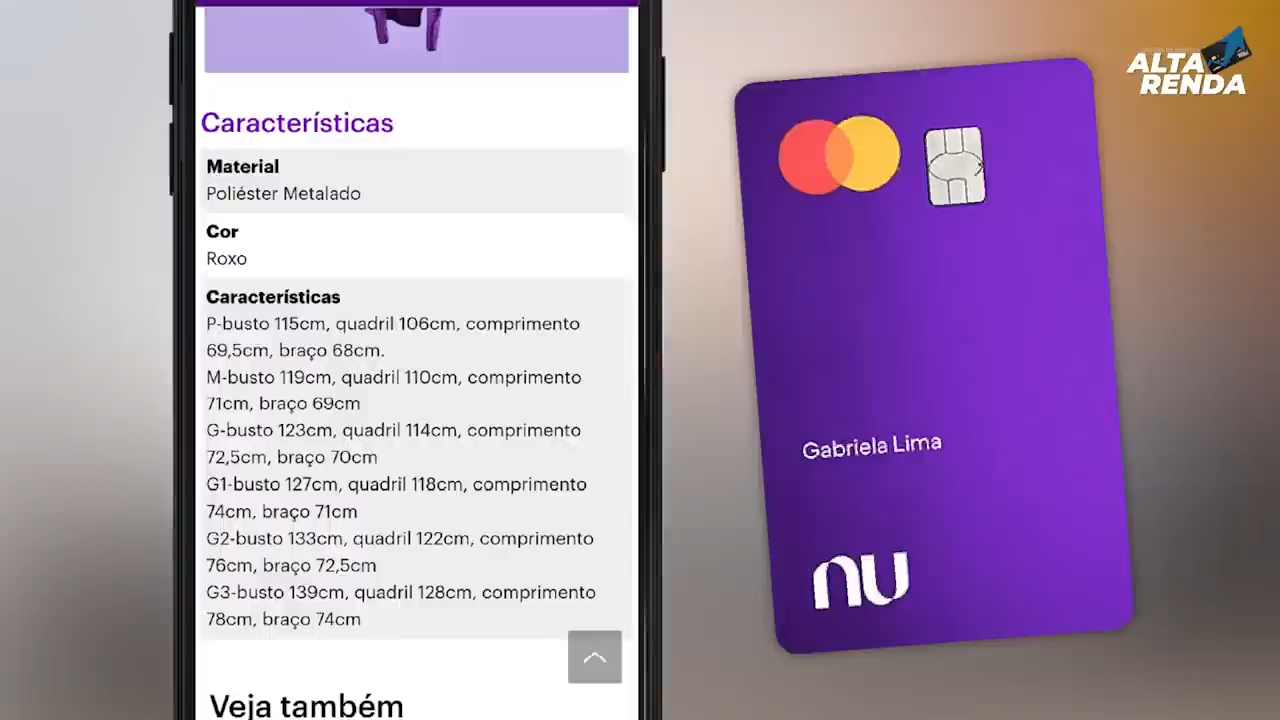 Características
Material
Poliéster Metalado
Cor
Roxo
Características
P-busto 115cm, quadril 106cm, comprimento
69,5cm, braço 68cm.
M-busto 119cm, quadril 110cm, comprimento
71cm, braço 69cm
G-busto 123cm, quadril 114cm, comprimento
72,5cm, braço 70cm
G1-busto 127cm, quadril 118cm, comprimento
74cm, braço 71cm
G2-busto 133cm, quadril 122cm, comprimento
76cm, braço 72,5cm
G3-busto 139cm, quadril 128cm, comprimento
78cm, braço 74cm
Veja também
Gabriela Lima
nu
ALTA
RENDA